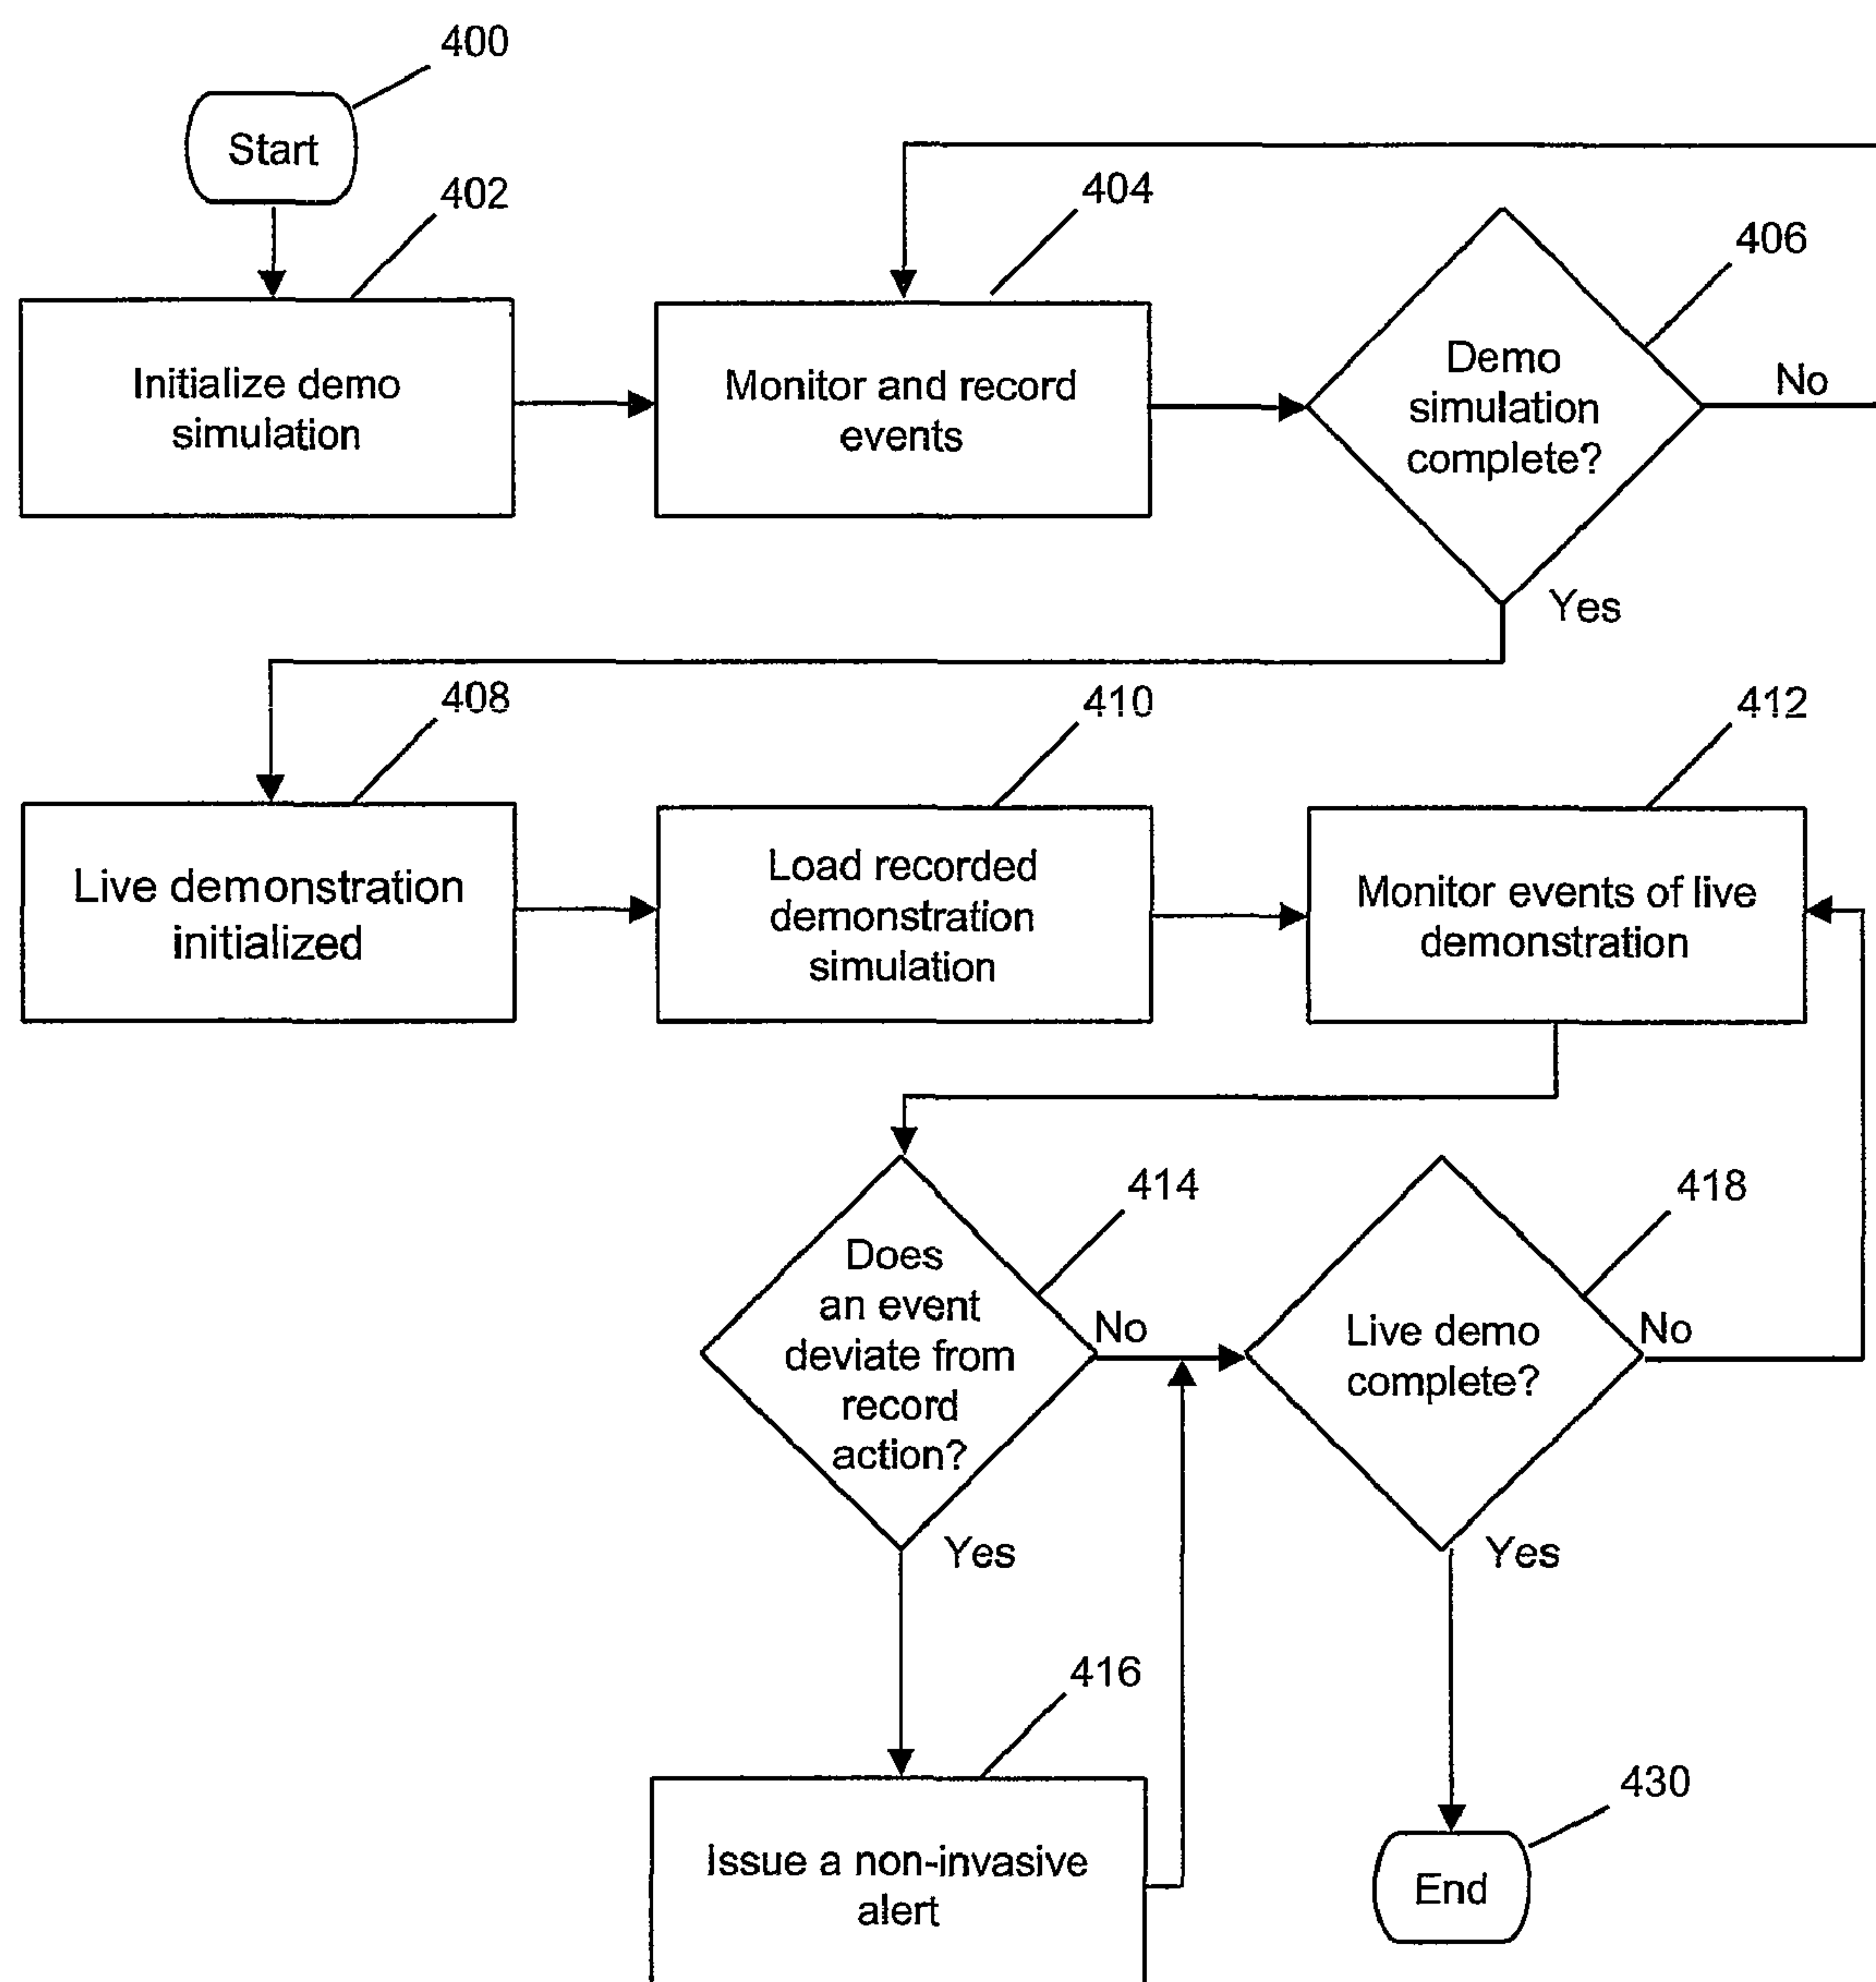 400
Start
402
Initialize demo
simulation
404
Monitor and record
events
406
Demo
simulation
complete?
No
Yes
408
Live demonstration
initialized
410
Load recorded
demonstration
simulation
412
Monitor events of live
demonstration
414
Does
an event
deviate from
record
action?
No
Yes
418
Live demo
complete?
No
Yes
416
Issue a non-invasive
alert
430
End